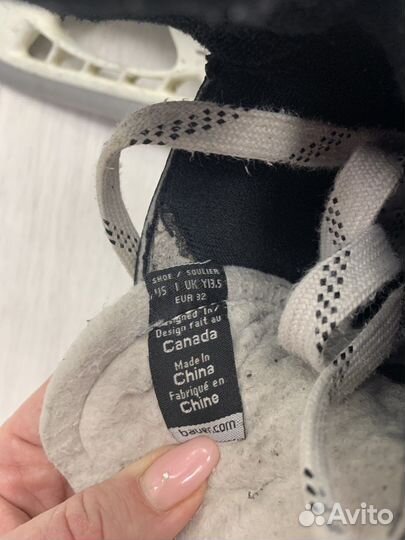 SHOE / SOULIER
US 1 UK Y13.5
EUR 32
Designed In/
Design fait au
Canada
Made in
China
Fabriqué en
Chine
bauer.com
Avito